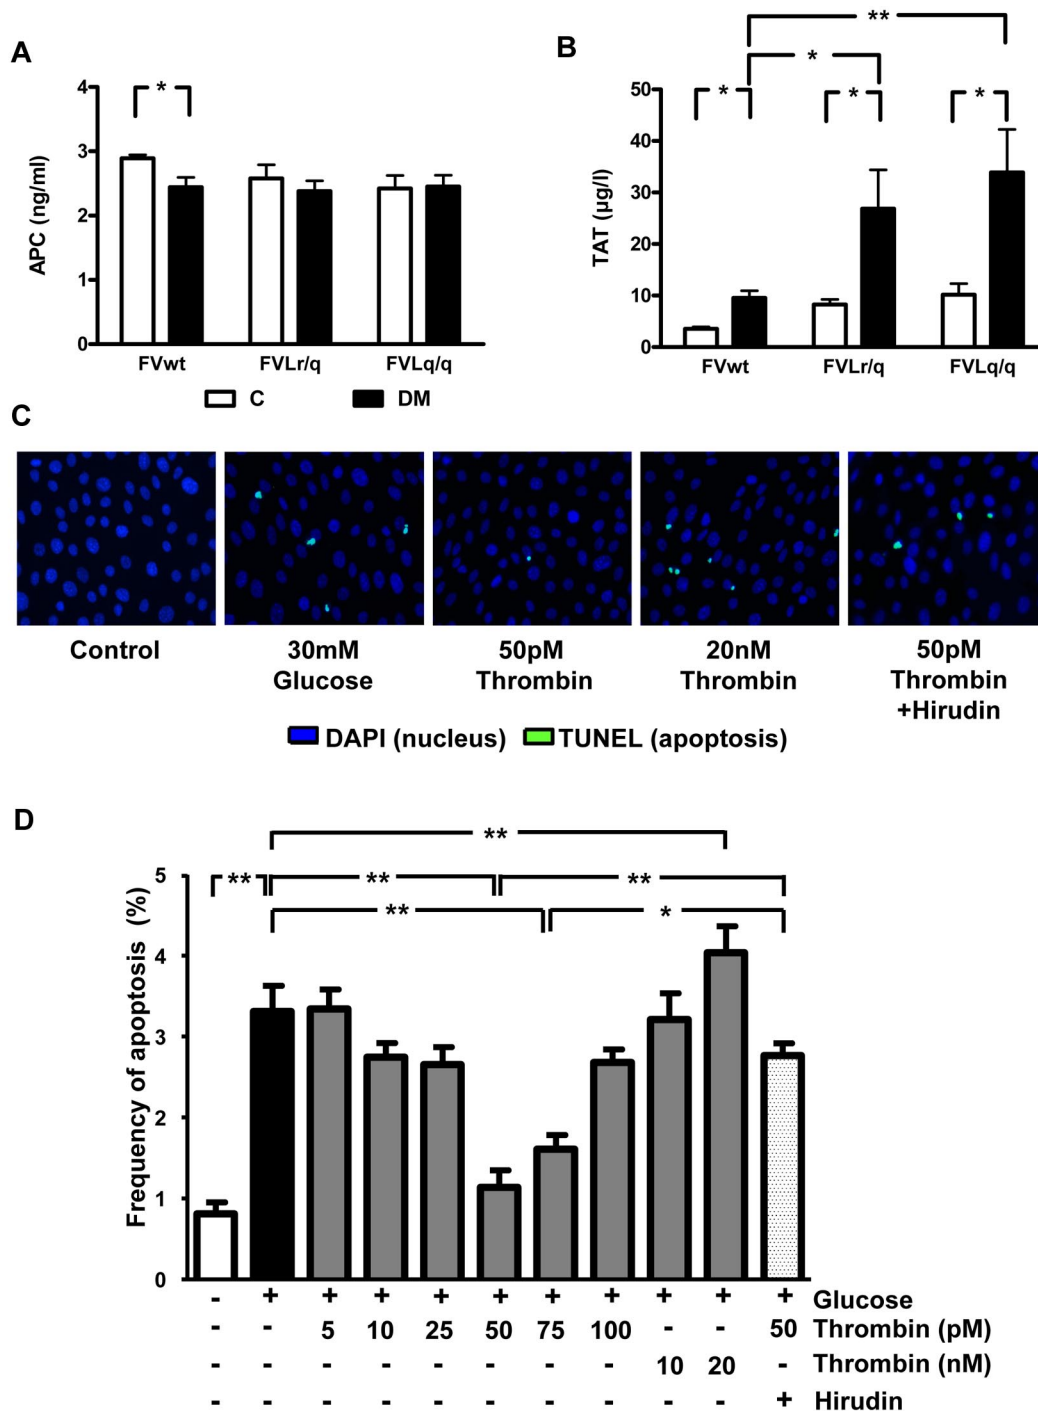 A
4
3
2
1
0
APC (ng/ml)
*
FVwt FVLr/q FVLq/q
C DM
B
50
40
30
20
10
0
TAT (µg/l)
**
*
* * *
FVwt FVLr/q FVLq/q
C
Control
30mM
Glucose
50pM
Thrombin
20nM
Thrombin
50pM
Thrombin
+Hirudin
DAPI (nucleus) TUNEL (apoptosis)
D
5
4
3
2
1
0
Frequency of apoptosis (%)
**
** ** **
** *
- + + + + + + + + + + Glucose
- - 5 10 25 50 75 100 - - 50 Thrombin (pM)
- - - - - - - - 10 20 - Thrombin (nM)
- - - - - - - - - - + Hirudin